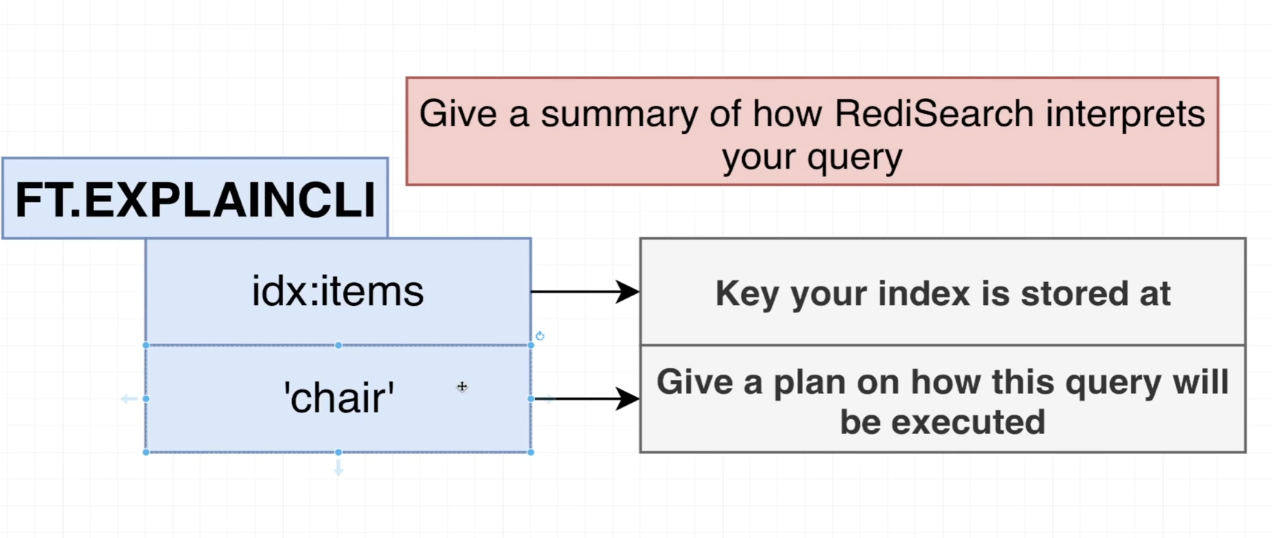 Give a summary of how RediSearch interprets
your query
FT.EXPLAINCLI
idx:items
Key your index is stored at
'chair'
Give a plan on how this query will
be executed